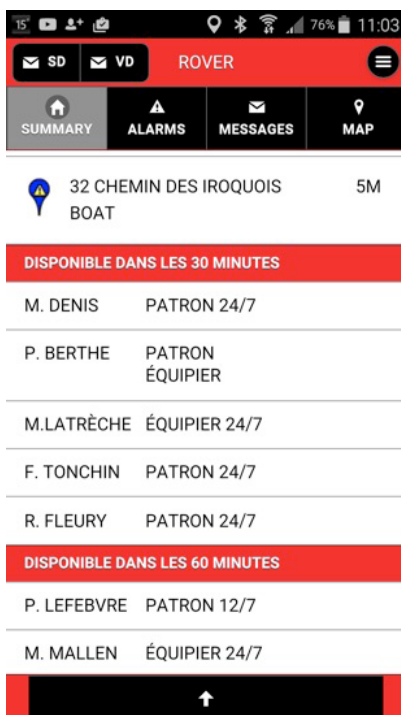 15° 76% 11:03
SD VD ROVER
SUMMARY ALARMS MESSAGES MAP
32 CHEMIN DES IROQUOIS 5M
BOAT
DISPONIBLE DANS LES 30 MINUTES
M. DENIS PATRON 24/7
P. BERTHE PATRON
ÉQUIPIER
M.LATRÈCHE ÉQUIPIER 24/7
F. TONCHIN PATRON 24/7
R. FLEURY PATRON 24/7
DISPONIBLE DANS LES 60 MINUTES
P. LEFEBVRE PATRON 12/7
M. MALLEN ÉQUIPIER 24/7